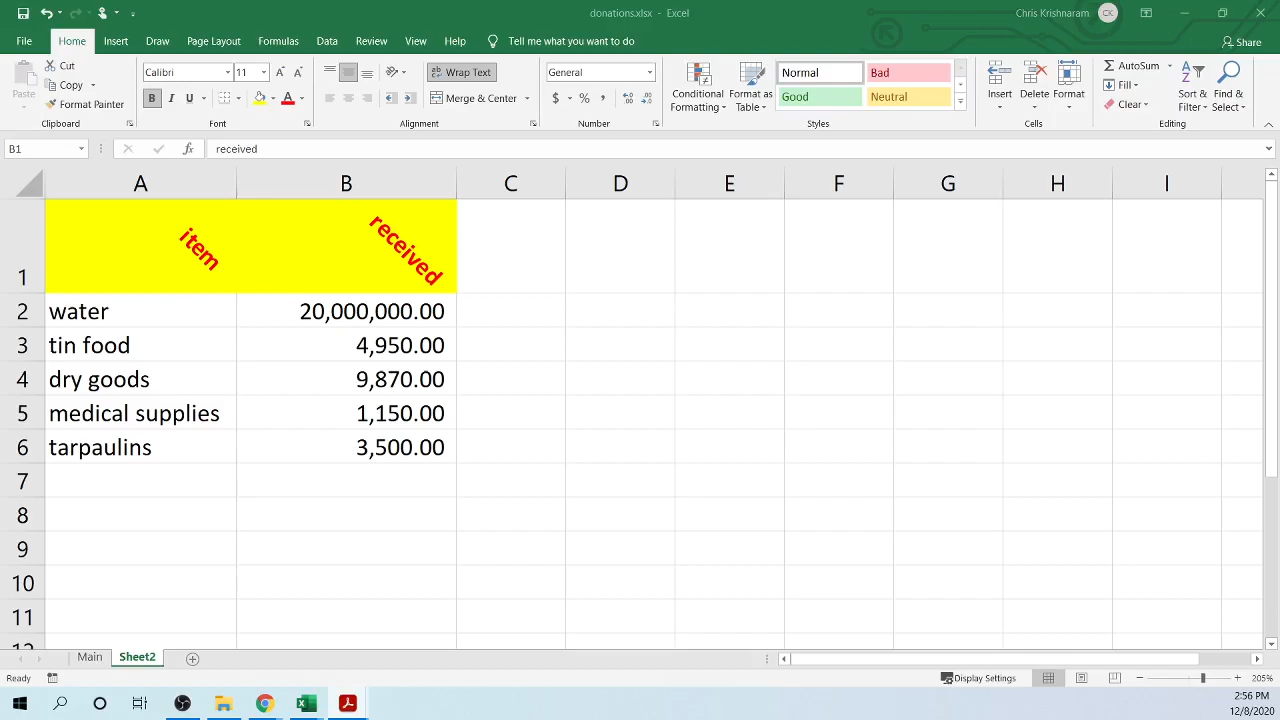 donations.xlsx - Excel
Chris Krishnaram CK
File Home Insert Draw Page Layout Formulas Data Review View Help Tell me what you want to do Share
Cut
Copy
Format Painter
Paste
Clipboard
Calibri 11 A A
B I U A
Font
Wrap Text
Merge & Center
Alignment
General
$ % ,
Number
Conditional Formatting
Format as Table
Normal Bad
Good Neutral
Styles
Insert Delete Format
Cells
AutoSum
Fill
Clear
Sort & Filter
Find & Select
Editing
B1 fx received
A B C D E F G H I
1 item received
2 water 20,000,000.00
3 tin food 4,950.00
4 dry goods 9,870.00
5 medical supplies 1,150.00
6 tarpaulins 3,500.00
7
8
9
10
11
12
Main Sheet2
Ready Display Settings 205%
2:56 PM
12/8/2020